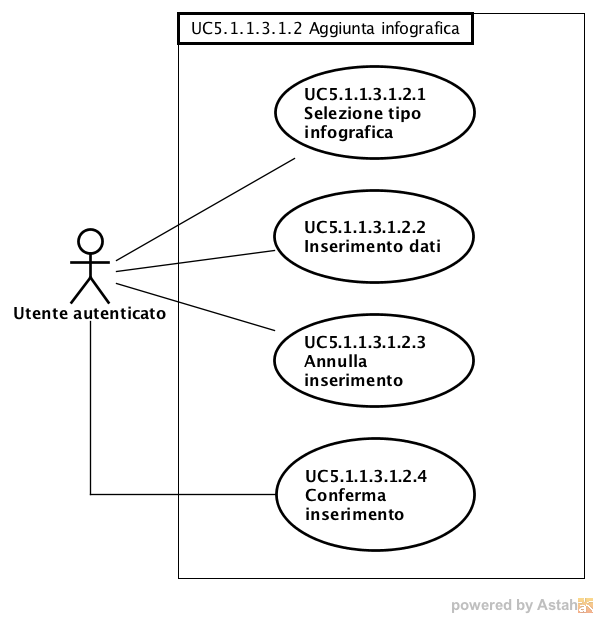 UC5.1.1.3.1.2 Aggiunta infografica
UC5.1.1.3.1.2.1
Selezione tipo
infografica
UC5.1.1.3.1.2.2
Inserimento dati
Utente autenticato
UC5.1.1.3.1.2.3
Annulla
inserimento
UC5.1.1.3.1.2.4
Conferma
inserimento
powered by Astah